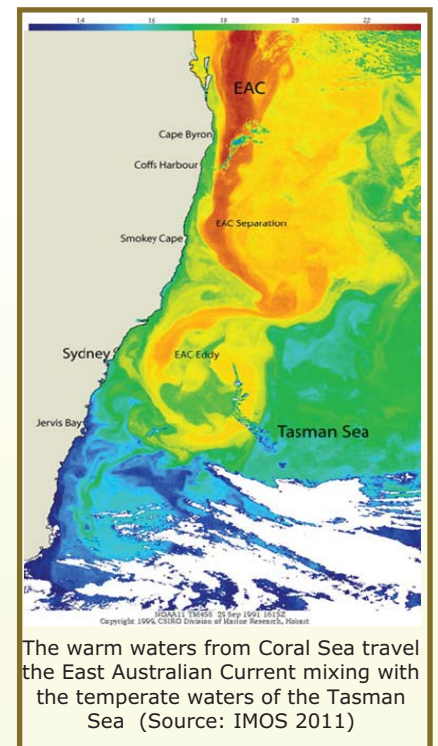 14 16 18 20 22
EAC
Cape Byron
Coffs Harbour
EAC Separation
Smokey Cape
Sydney
EAC Eddy
Jervis Bay
Tasman Sea
NOAA11 TM45S 25 Sep 1991 1615Z
Copyright 1999, CSIRO Division of Marine Research, Hobart
The warm waters from Coral Sea travel
the East Australian Current mixing with
the temperate waters of the Tasman
Sea (Source: IMOS 2011)